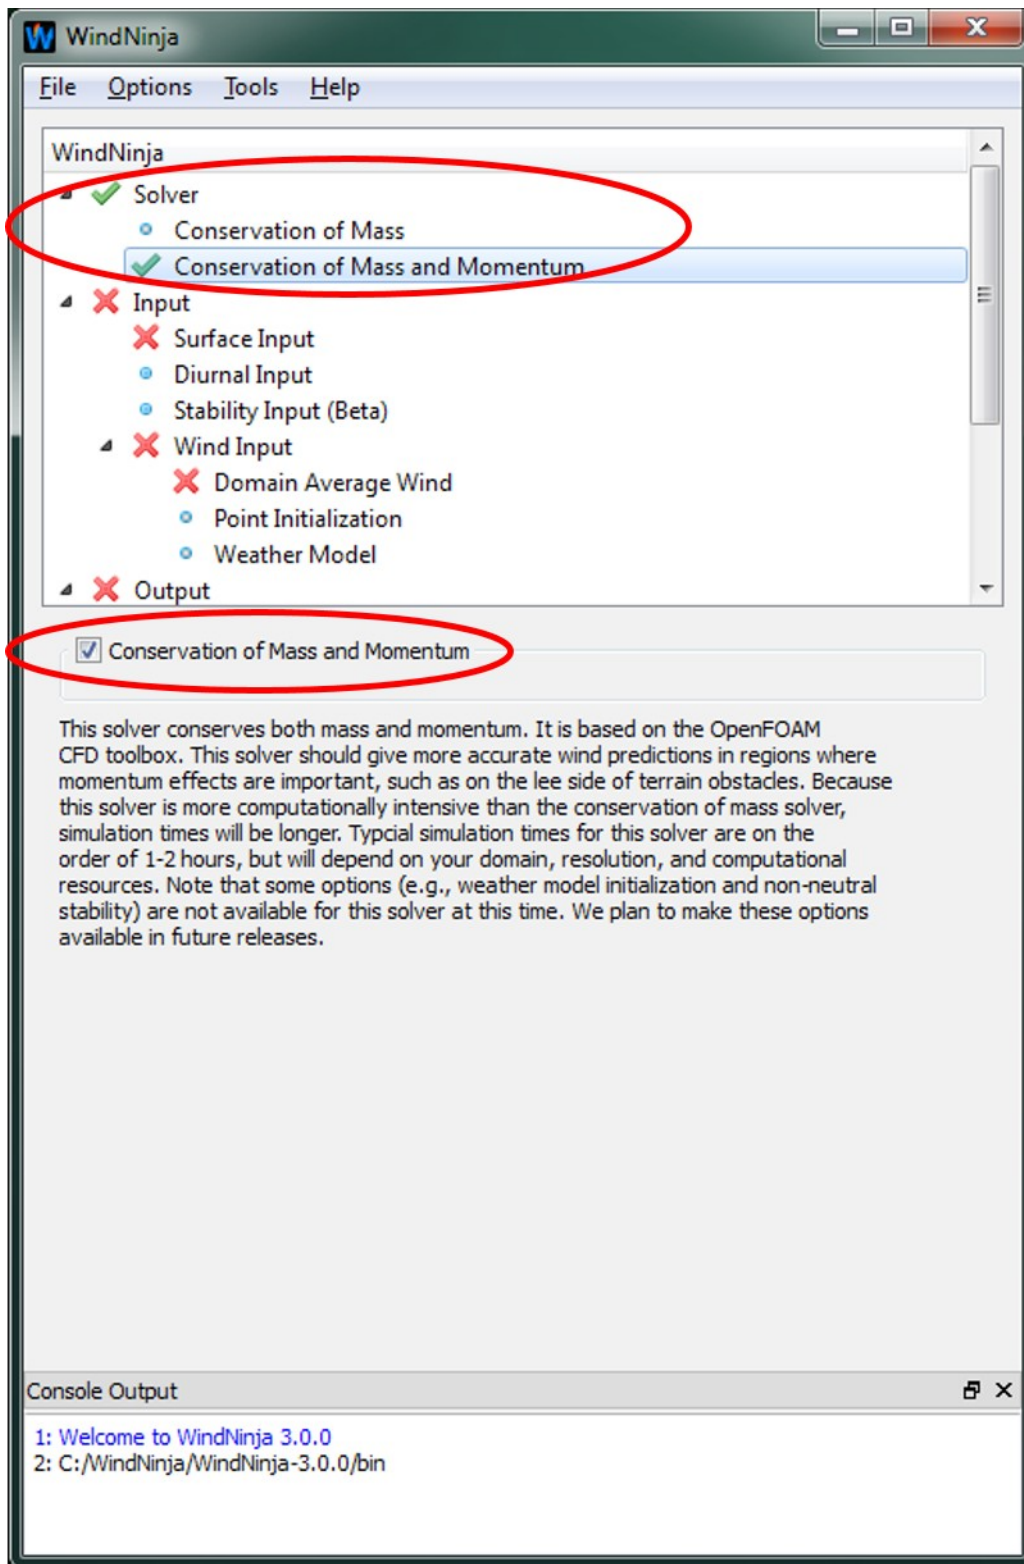 WindNinja
File Options Tools Help
WindNinja
Solver
Conservation of Mass
Conservation of Mass and Momentum
Input
Surface Input
Diurnal Input
Stability Input (Beta)
Wind Input
Domain Average Wind
Point Initialization
Weather Model
Output
Conservation of Mass and Momentum
This solver conserves both mass and momentum. It is based on the OpenFOAM
CFD toolbox. This solver should give more accurate wind predictions in regions where
momentum effects are important, such as on the lee side of terrain obstacles. Because
this solver is more computationally intensive than the conservation of mass solver,
simulation times will be longer. Typcial simulation times for this solver are on the
order of 1-2 hours, but will depend on your domain, resolution, and computational
resources. Note that some options (e.g., weather model initialization and non-neutral
stability) are not available for this solver at this time. We plan to make these options
available in future releases.
Console Output
1: Welcome to WindNinja 3.0.0
2: C:/WindNinja/WindNinja-3.0.0/bin